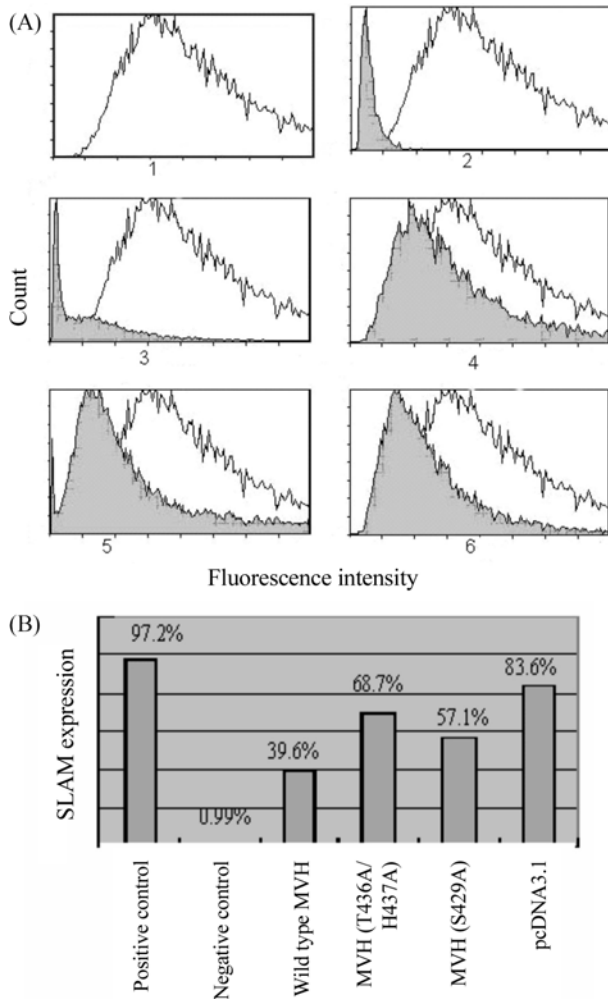 (A)
1
2
Count
3
4
5
6
Fluorescence intensity
(B)
SLAM expression
97.2%
0.99%
39.6%
68.7%
57.1%
83.6%
Positive control
Negative control
Wild type MVH
MVH (T436A/
H437A)
MVH (S429A)
pcDNA3.1